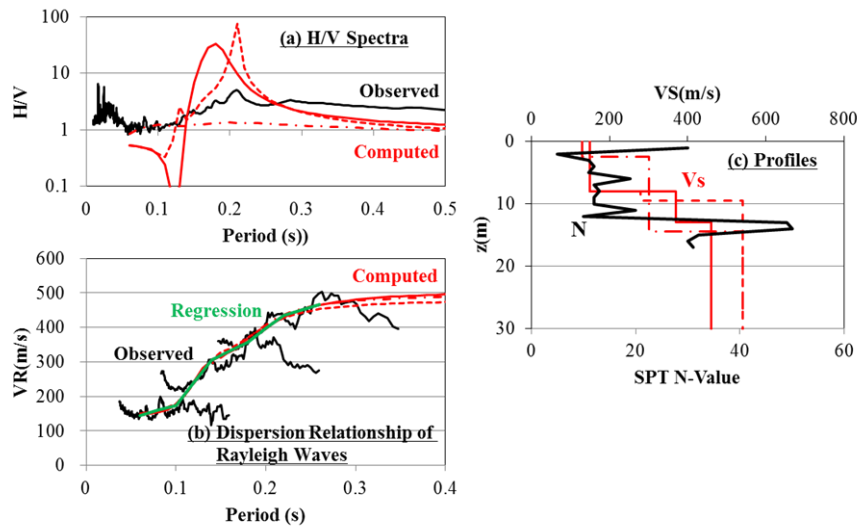 100
10
1
0.1
H/V
(a) H/V Spectra
Observed
Computed
0
0.1
0.2
0.3
0.4
0.5
Period (s))
600
500
400
300
200
100
0
VR(m/s)
Computed
Regression
Observed
(b) Dispersion Relationship of
Rayleigh Waves
0
0.1
0.2
0.3
0.4
Period (s)
VS(m/s)
0
200
400
600
800
0
10
20
30
z(m)
(c) Profiles
Vs
N
0
20
40
60
SPT N-Value